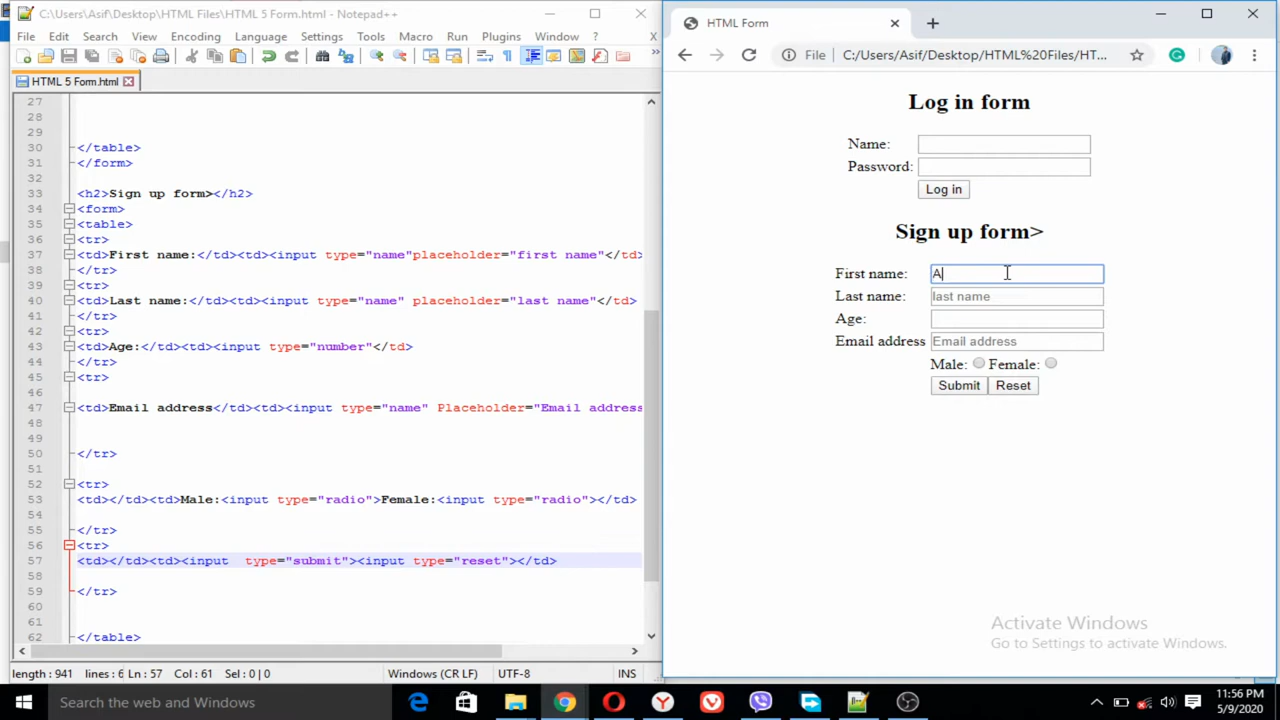 C:\Users\Asif\Desktop\HTML Files\HTML 5 Form.html - Notepad++
File Edit Search View Encoding Language Settings Tools Macro Run Plugins Window ? X
HTML 5 Form.html
27
28
29
30 </table>
31 </form>
32
33 <h2>Sign up form></h2>
34 <form>
35 <table>
36 <tr>
37 <td>First name:</td><td><input type="name"placeholder="first name"</td>
38 </tr>
39 <tr>
40 <td>Last name:</td><td><input type="name" placeholder="last name"</td>
41 </tr>
42 <tr>
43 <td>Age:</td><td><input type="number"</td>
44 </tr>
45 <tr>
46
47 <td>Email address</td><td><input type="name" Placeholder="Email address
48
49
50 </tr>
51
52 <tr>
53 <td></td><td>Male:<input type="radio">Female:<input type="radio"></td>
54
55 </tr>
56 <tr>
57 <td></td><td><input  type="submit"><input type="reset"></td>
58
59 </tr>
60
61
62 </table>
length : 941 lines : 6 Ln : 57 Col : 61 Sel : 0 | 0 Windows (CR LF) UTF-8 INS
HTML Form
File C:/Users/Asif/Desktop/HTML%20Files/HT...
Log in form
Name:
Password:
Log in
Sign up form>
First name: A
Last name: last name
Age:
Email address Email address
Male: Female:
Submit Reset
Activate Windows
Go to Settings to activate Windows.
Search the web and Windows
11:56 PM
5/9/2020